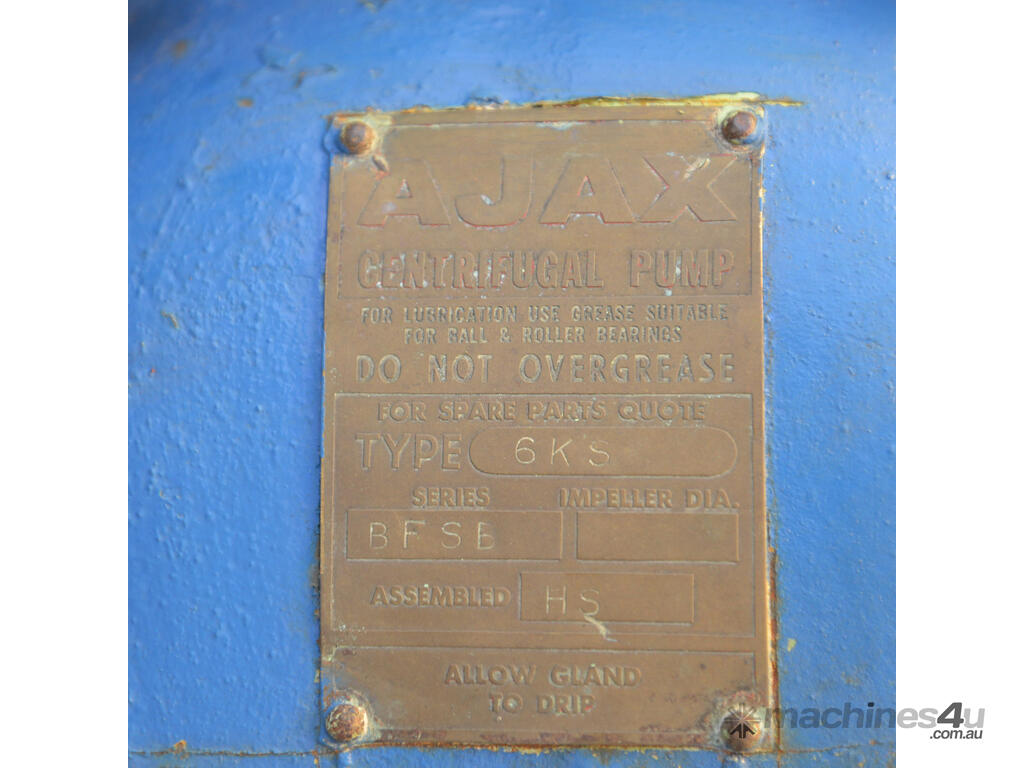 AJAX
CENTRIFUGAL PUMP
FOR LUBRICATION USE GREASE SUITABLE
FOR BALL & ROLLER BEARINGS
DO NOT OVERGREASE
FOR SPARE PARTS QUOTE
TYPE 6KS
SERIES IMPELLER DIA.
BFSB
ASSEMBLED HS
ALLOW GLAND
TO DRIP
machines4u
.com.au